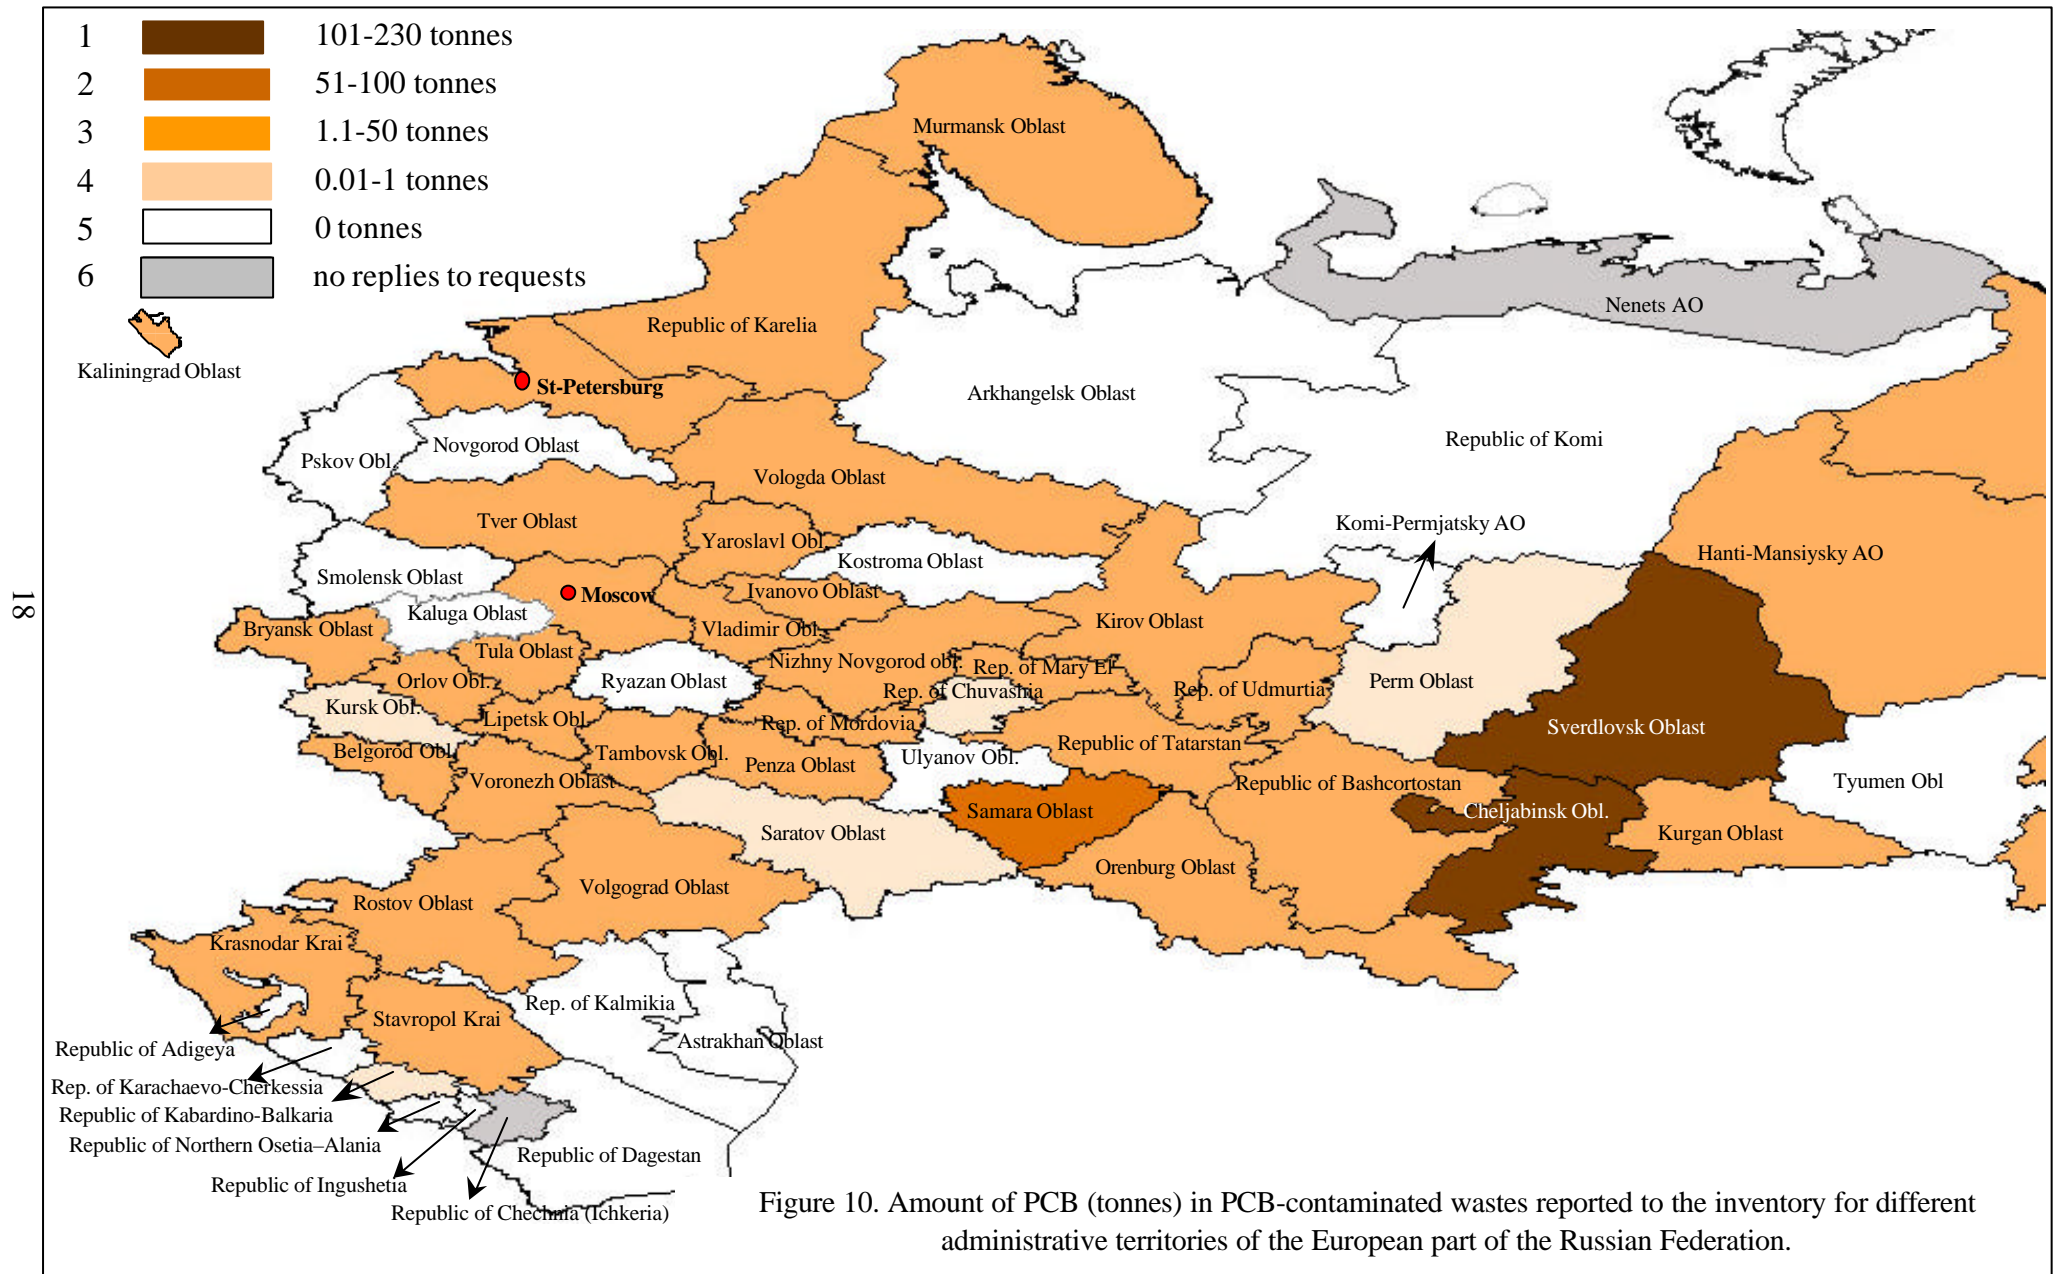 1 101-230 tonnes
2 51-100 tonnes
3 1.1-50 tonnes
4 0.01-1 tonnes
5 0 tonnes
6 no replies to requests
Kaliningrad Oblast
Murmansk Oblast
Nenets AO
Republic of Karelia
St-Petersburg
Arkhangelsk Oblast
Republic of Komi
Pskov Obl.
Novgorod Oblast
Vologda Oblast
Tver Oblast
Yaroslavl Obl.
Kostroma Oblast
Komi-Permjatsky AO
Hanti-Mansiysky AO
Smolensk Oblast
Moscow
Ivanovo Oblast
Kaluga Oblast
Bryansk Oblast
Vladimir Obl.
Kirov Oblast
Tula Oblast
Nizhny Novgorod obl.
Rep. of Mary El
Orlov Obl.
Ryazan Oblast
Rep. of Chuvashia
Rep. of Udmurtia
Perm Oblast
Kursk Obl.
Lipetsk Obl.
Rep. of Mordovia
Sverdlovsk Oblast
Belgorod Obl.
Tambovsk Obl.
Penza Oblast
Ulyanov Obl.
Republic of Tatarstan
Voronezh Oblast
Republic of Bashcortostan
Tyumen Obl
Samara Oblast
Cheljabinsk Obl.
Saratov Oblast
Kurgan Oblast
Orenburg Oblast
Volgograd Oblast
Rostov Oblast
Krasnodar Krai
Rep. of Kalmikia
Stavropol Krai
Astrakhan Oblast
Republic of Adigeya
Rep. of Karachaevo-Cherkessia
Republic of Kabardino-Balkaria
Republic of Northern Osetia–Alania
Republic of Dagestan
Republic of Ingushetia
Republic of Chechnia (Ichkeria)
Figure 10. Amount of PCB (tonnes) in PCB-contaminated wastes reported to the inventory for different
administrative territories of the European part of the Russian Federation.
18